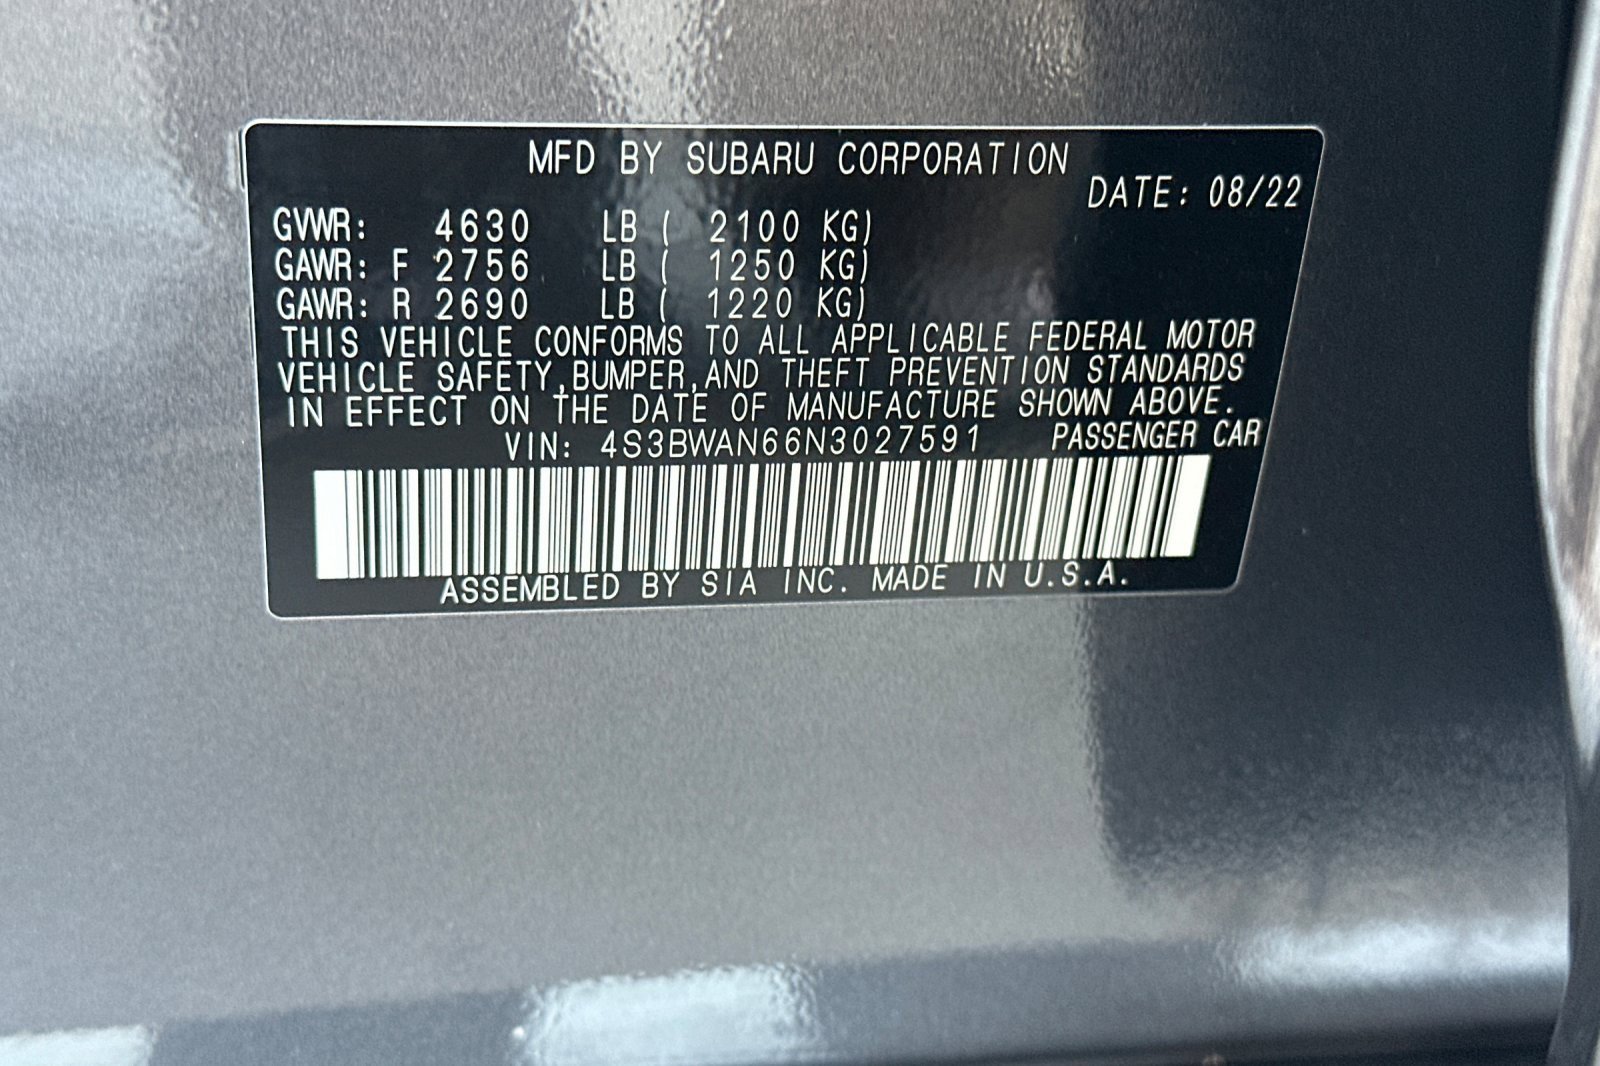 MFD BY SUBARU CORPORATION
DATE: 08/22
GVWR: 4630 LB ( 2100 KG)
GAWR: F 2756 LB ( 1250 KG)
GAWR: R 2690 LB ( 1220 KG)
THIS VEHICLE CONFORMS TO ALL APPLICABLE FEDERAL MOTOR
VEHICLE SAFETY,BUMPER,AND THEFT PREVENTION STANDARDS
IN EFFECT ON THE DATE OF MANUFACTURE SHOWN ABOVE.
VIN: 4S3BWAN66N3027591 PASSENGER CAR
ASSEMBLED BY SIA INC. MADE IN U.S.A.